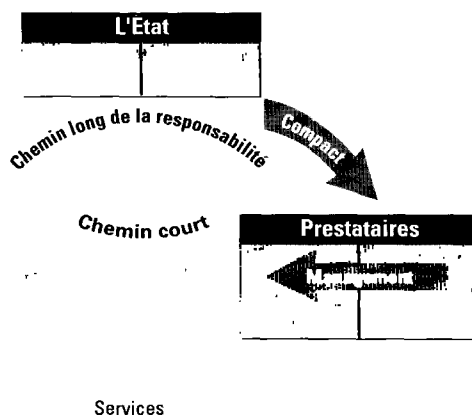 L'Etat
Chemin long de la responsabilité
Compact
Chemin court
Prestataires
Services